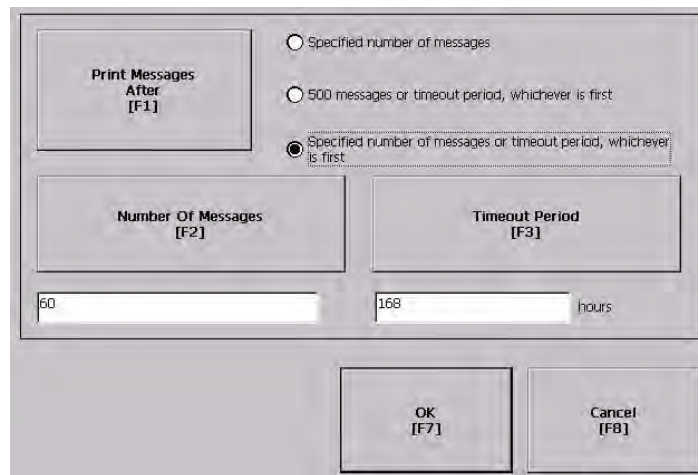 Print Messages
After
[F1]
Specified number of messages
500 messages or timeout period, whichever is first
Specified number of messages or timeout period, whichever
is first
Number Of Messages
[F2]
Timeout Period
[F3]
60
168
hours
OK
[F7]
Cancel
[F8]